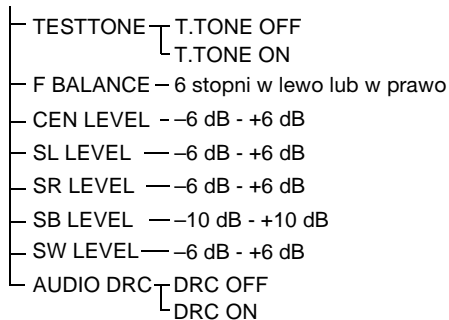 TESTTONE T.TONE OFF
T.TONE ON
F BALANCE 6 stopni w lewo lub w prawo
CEN LEVEL –6 dB - +6 dB
SL LEVEL –6 dB - +6 dB
SR LEVEL –6 dB - +6 dB
SB LEVEL –10 dB - +10 dB
SW LEVEL –6 dB - +6 dB
AUDIO DRC DRC OFF
DRC ON